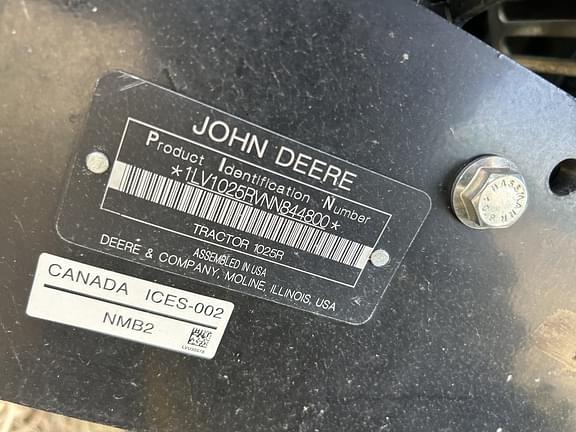 JOHN DEERE
Product Identification Number
*1LV1025RVNN844800*
TRACTOR 1025R
ASSEMBLED IN USA
DEERE & COMPANY, MOLINE, ILLINOIS, USA
CANADA ICES-002
NMB2